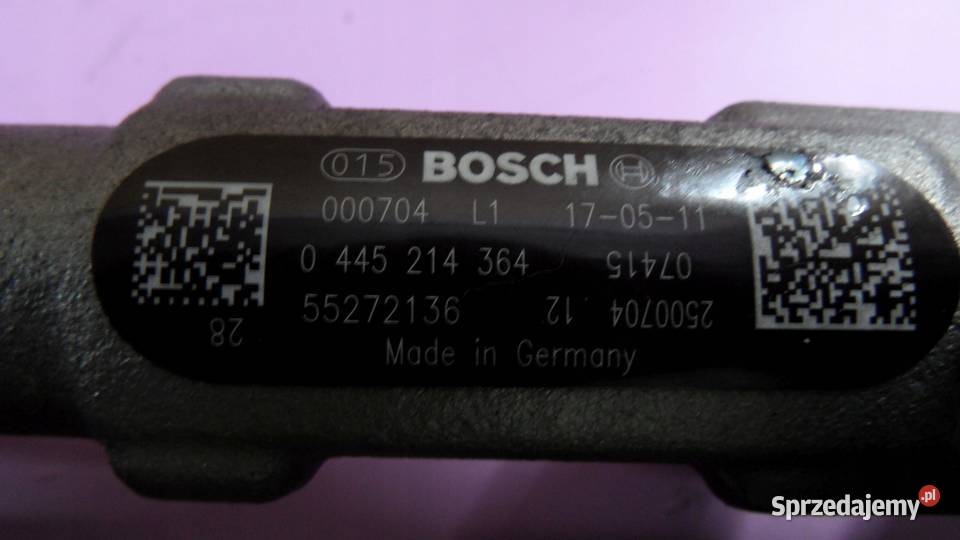 015 BOSCH
000704 L1 17-05-11
0 445 214 364 07415
55272136 12 2500704
28
Made in Germany
Sprzedajemy.pl